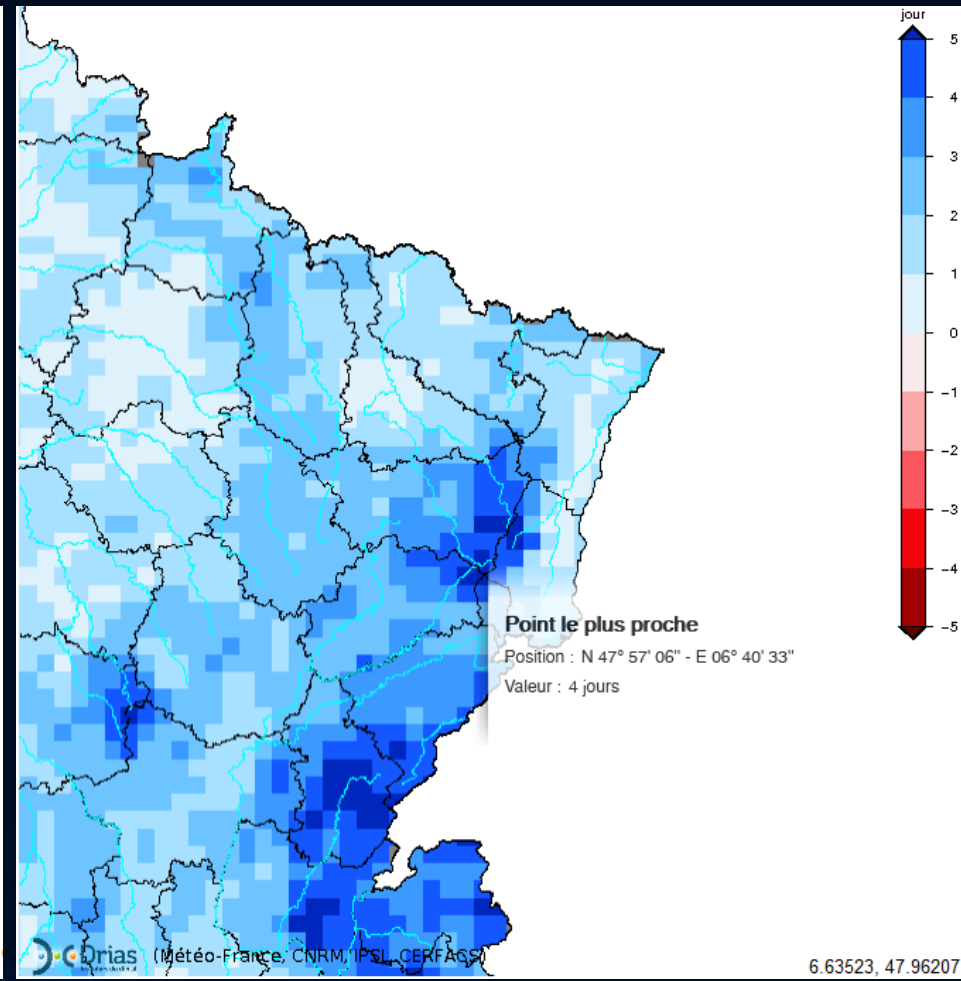 jour
5
4
3
2
1
0
−1
−2
−3
−4
−5
Point le plus proche
Position : N 47° 57' 06" - E 06° 40' 33"
Valeur : 4 jours
Drias (Météo-France, CNRM, IPSL, CERFACS)
6.63523, 47.96207